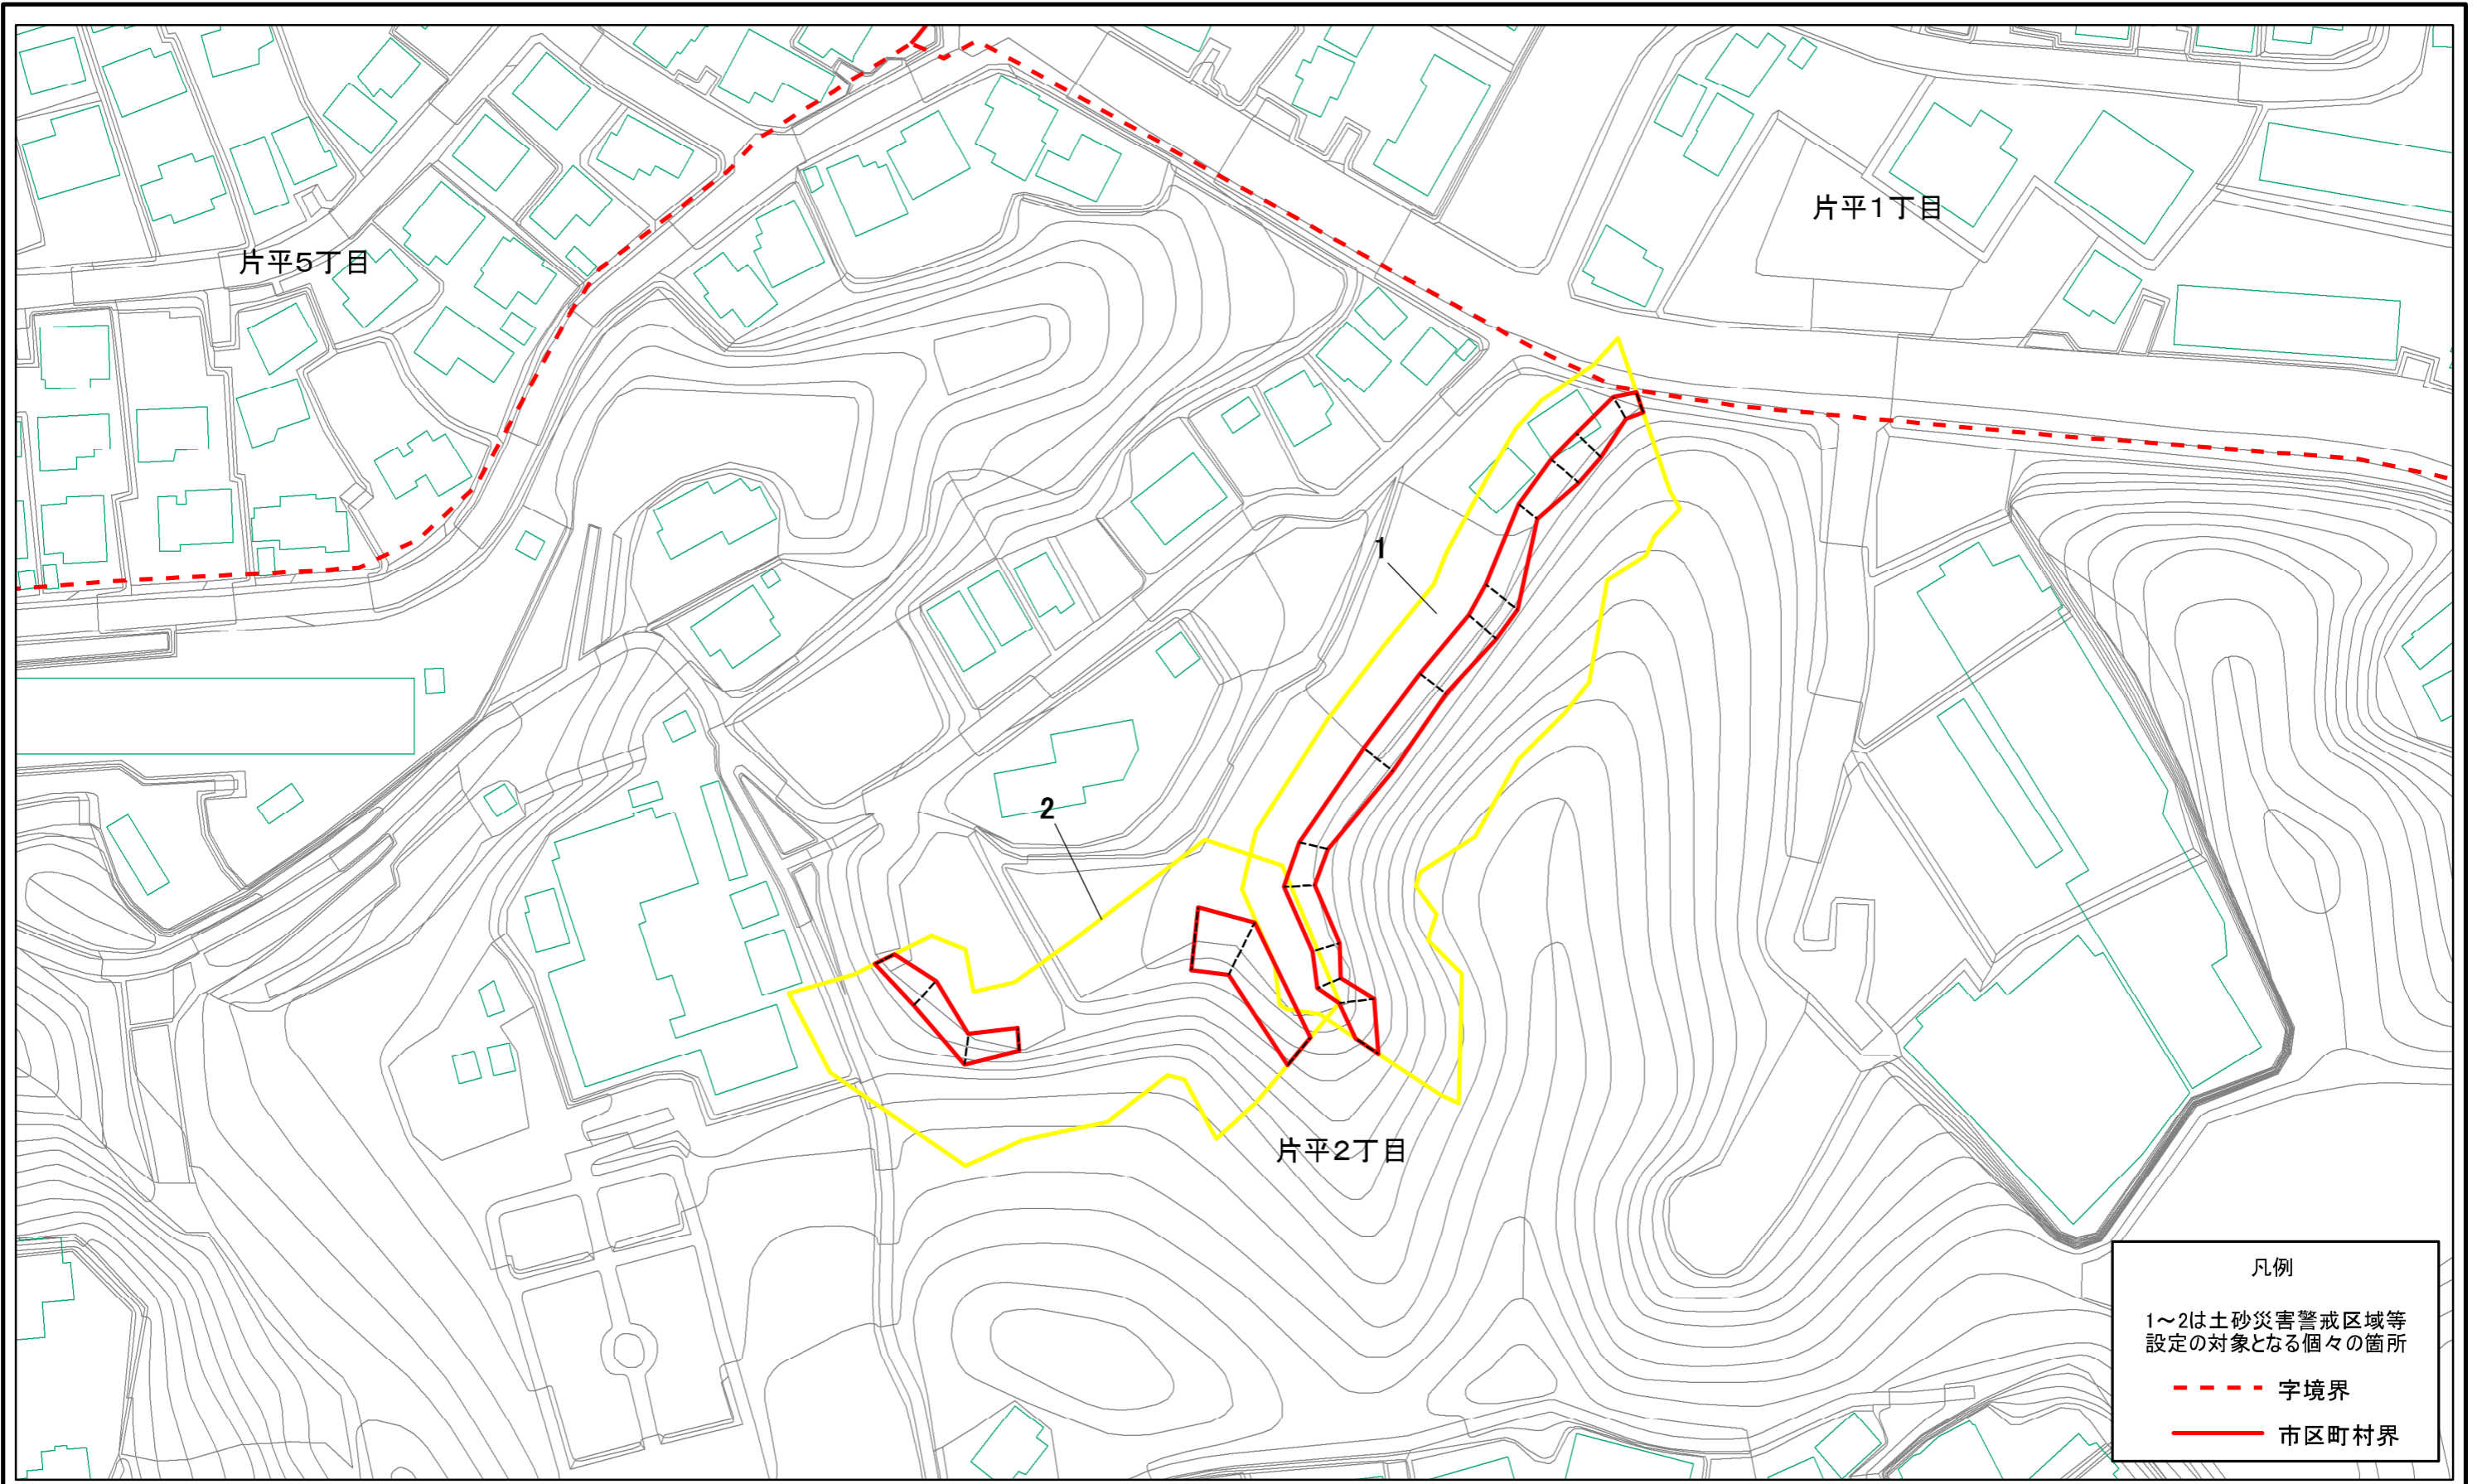 片平1丁目
片平5丁目
1
2
片平2丁目
凡例
1～2は土砂災害警戒区域等
設定の対象となる個々の箇所
字境界
市区町村界